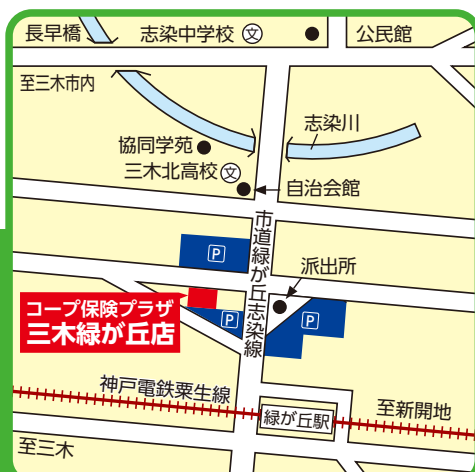 長早橋
志染中学校 文
公民館
至三木市内
志染川
協同学苑
三木北高校 文
自治会館
市道緑が丘志染線
P
派出所
コープ保険プラザ
三木緑が丘店
P
P
神戸電鉄粟生線
緑が丘駅
至新開地
至三木